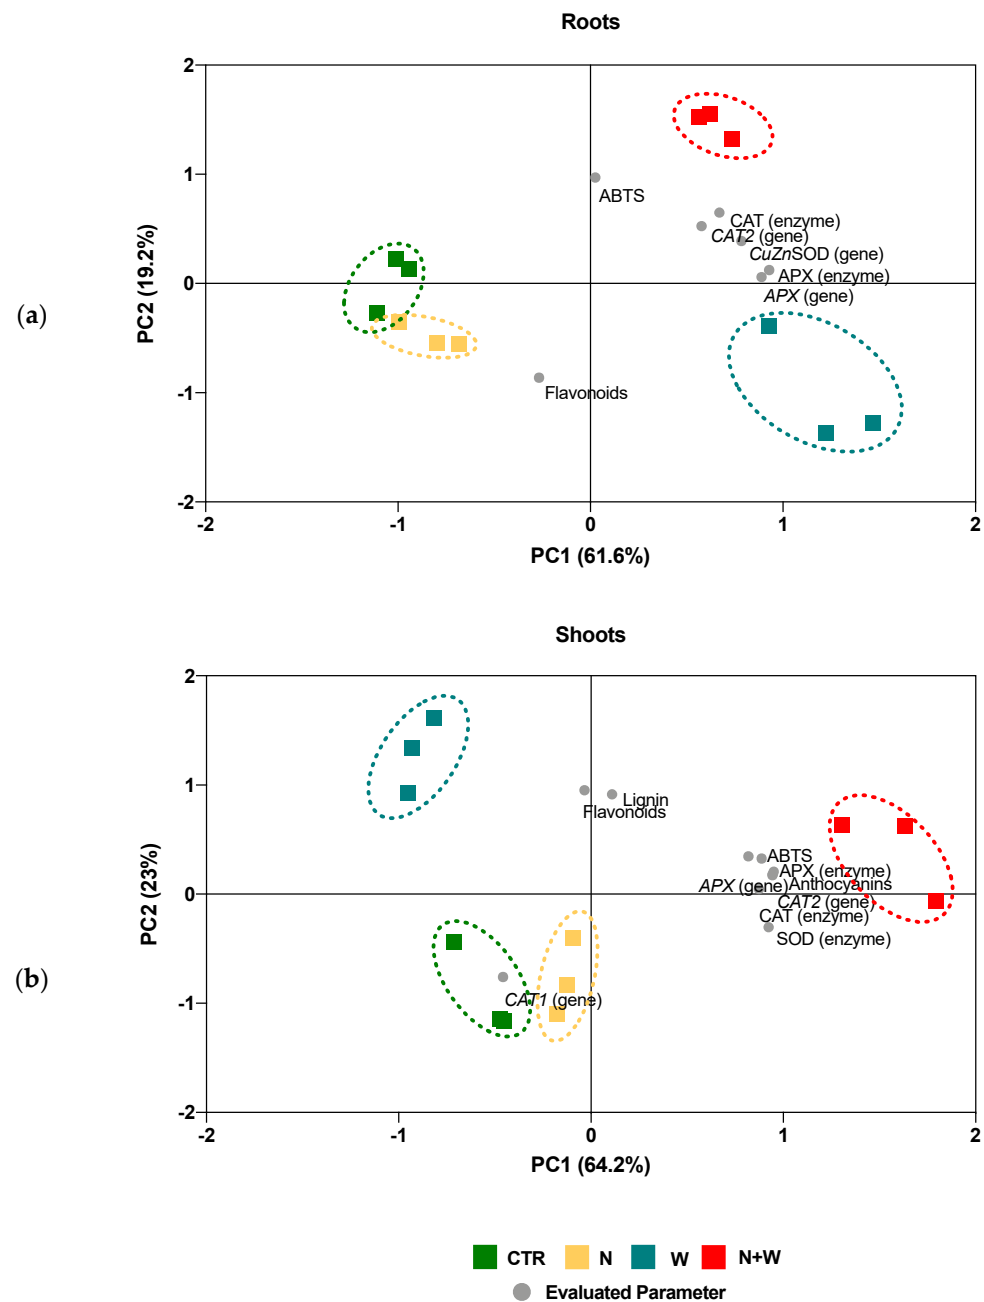 Roots
2
1
0
-1
-2
PC2 (19.2%)
(a)
ABTS
CAT (enzyme)
CAT2 (gene)
CuZnSOD (gene)
APX (enzyme)
APX (gene)
Flavonoids
-2 -1 0 1 2
PC1 (61.6%)
Shoots
2
1
0
-1
-2
PC2 (23%)
(b)
Lignin
Flavonoids
ABTS
APX (enzyme)
APX (gene) Anthocyanins
CAT2 (gene)
CAT (enzyme)
SOD (enzyme)
CAT1 (gene)
-2 -1 0 1 2
PC1 (64.2%)
CTR N W N+W
Evaluated Parameter